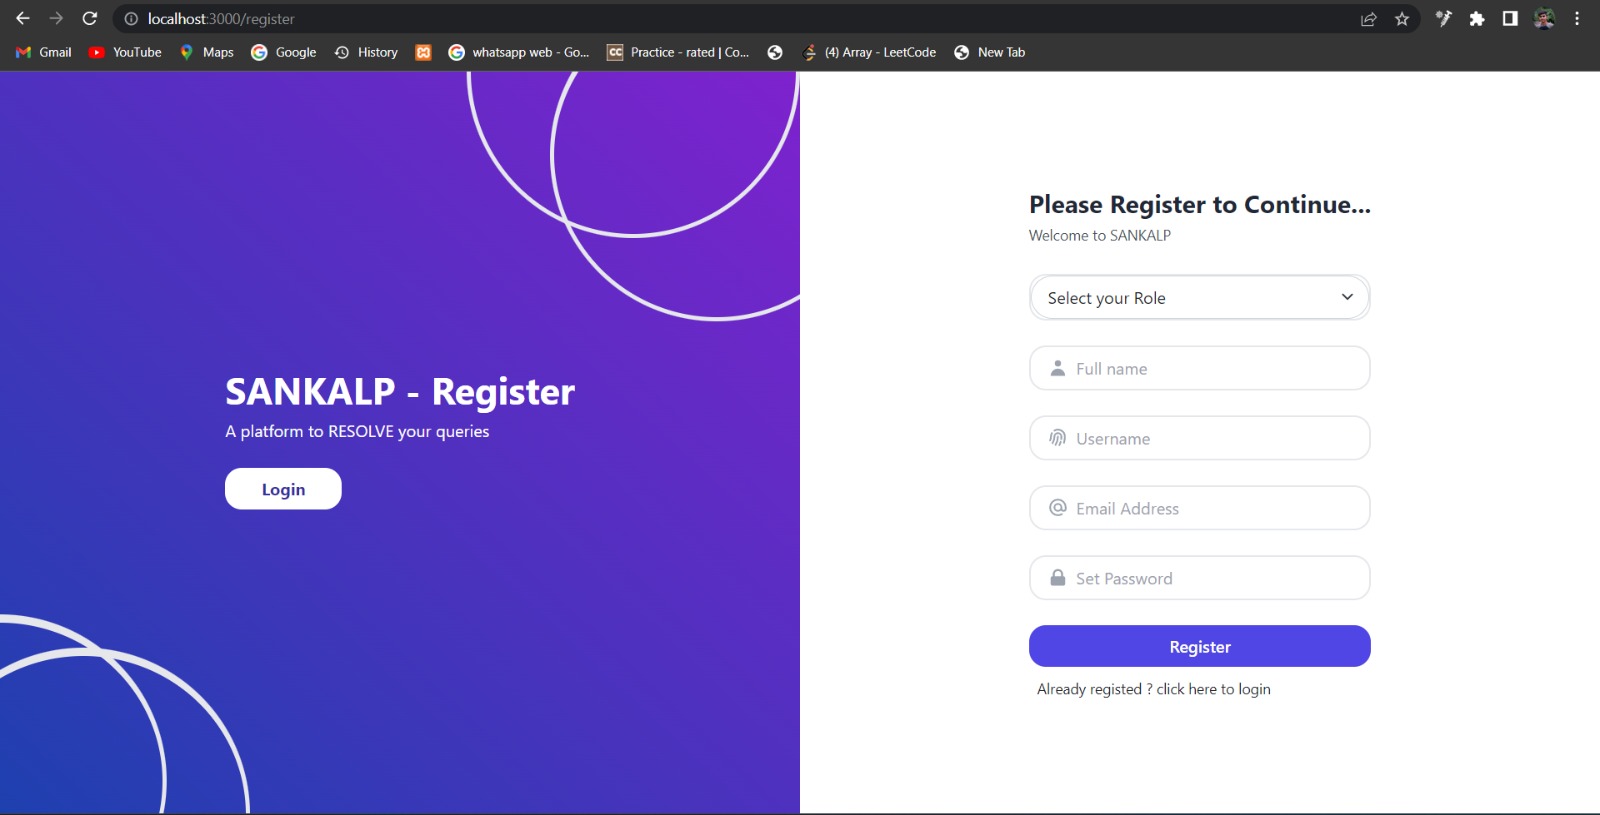 localhost:3000/register
Gmail
YouTube
Maps
Google
History
whatsapp web - Go...
CC
Practice - rated | Co...
(4) Array - LeetCode
New Tab
SANKALP - Register
A platform to RESOLVE your queries
Login
Please Register to Continue...
Welcome to SANKALP
Select your Role
Full name
Username
Email Address
Set Password
Register
Already registed ? click here to login